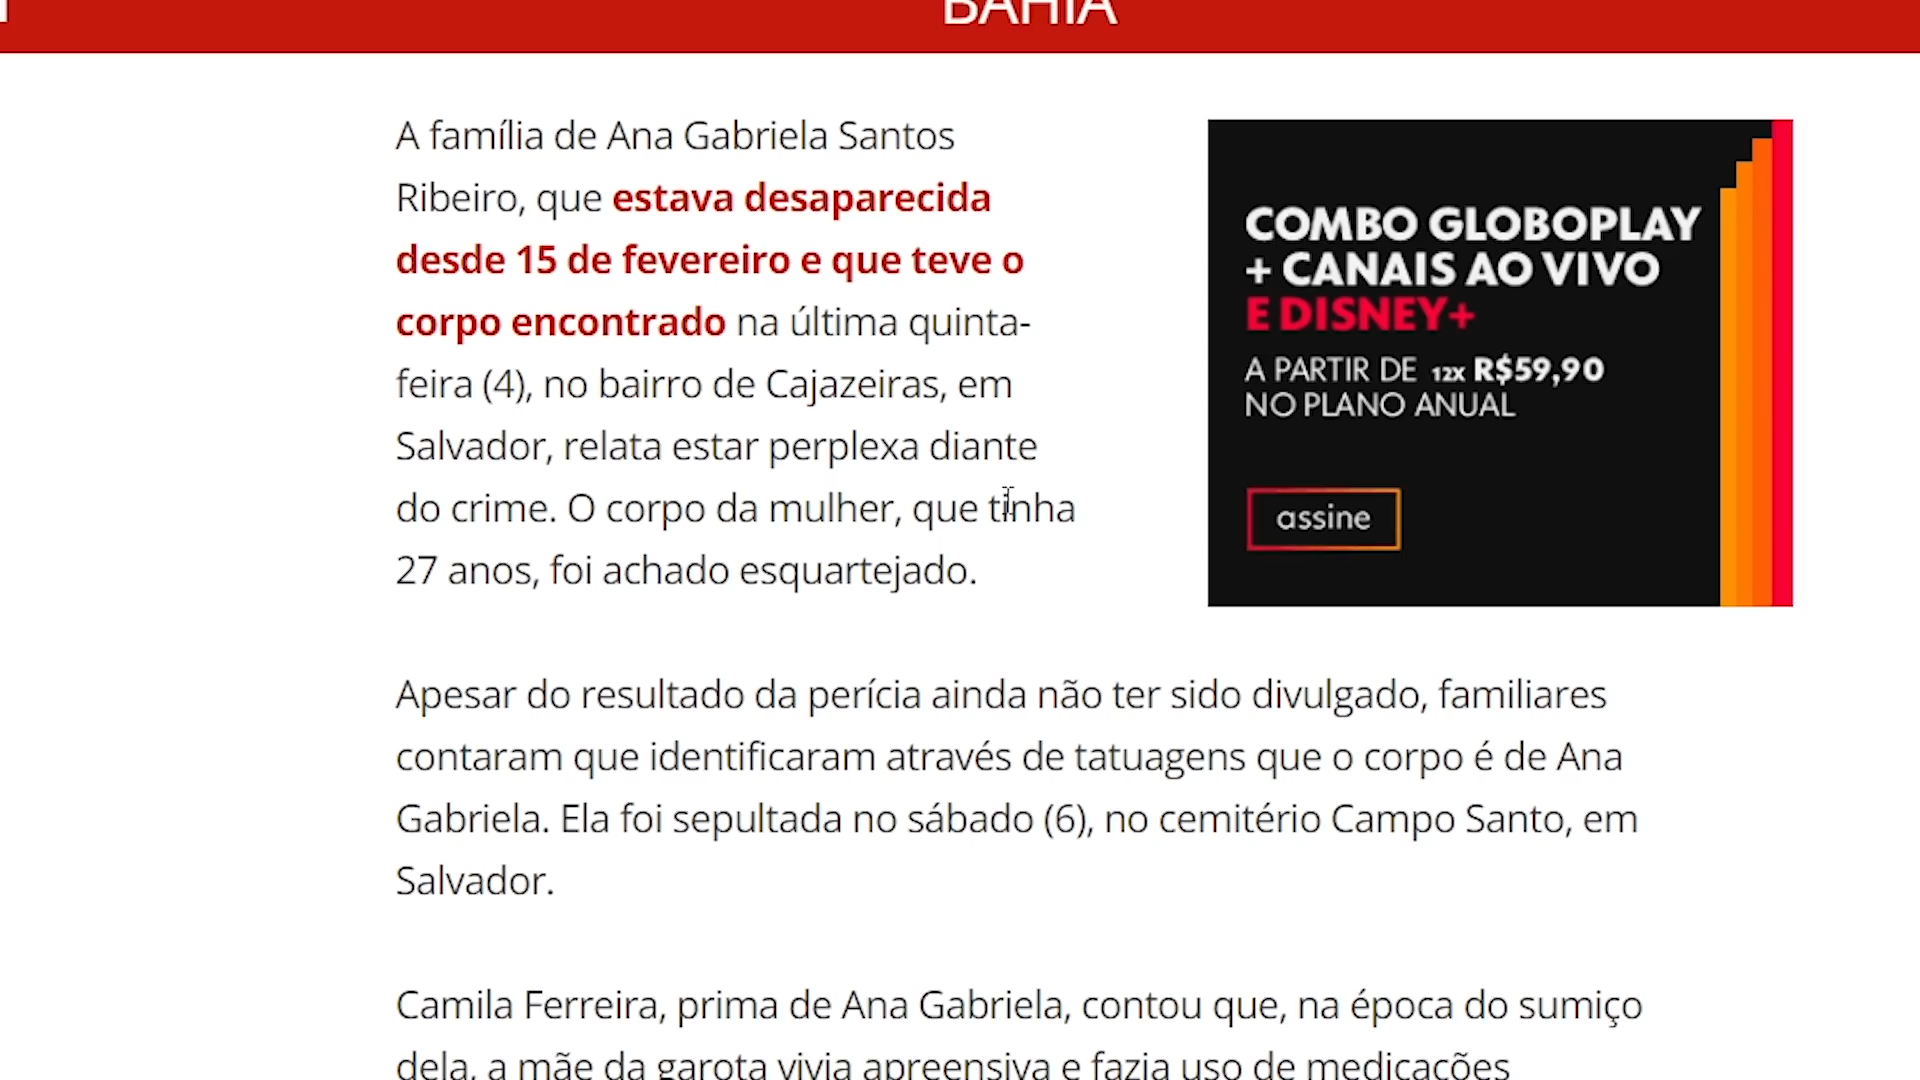 BAHIA
A família de Ana Gabriela Santos
Ribeiro, que estava desaparecida
desde 15 de fevereiro e que teve o
corpo encontrado na última quinta-
feira (4), no bairro de Cajazeiras, em
Salvador, relata estar perplexa diante
do crime. O corpo da mulher, que tinha
27 anos, foi achado esquartejado.
COMBO GLOBOPLAY
+ CANAIS AO VIVO
E DISNEY+
A PARTIR DE 12X R$59,90
NO PLANO ANUAL
assine
Apesar do resultado da perícia ainda não ter sido divulgado, familiares
contaram que identificaram através de tatuagens que o corpo é de Ana
Gabriela. Ela foi sepultada no sábado (6), no cemitério Campo Santo, em
Salvador.
Camila Ferreira, prima de Ana Gabriela, contou que, na época do sumiço
dela, a mãe da garota vivia apreensiva e fazia uso de medicações